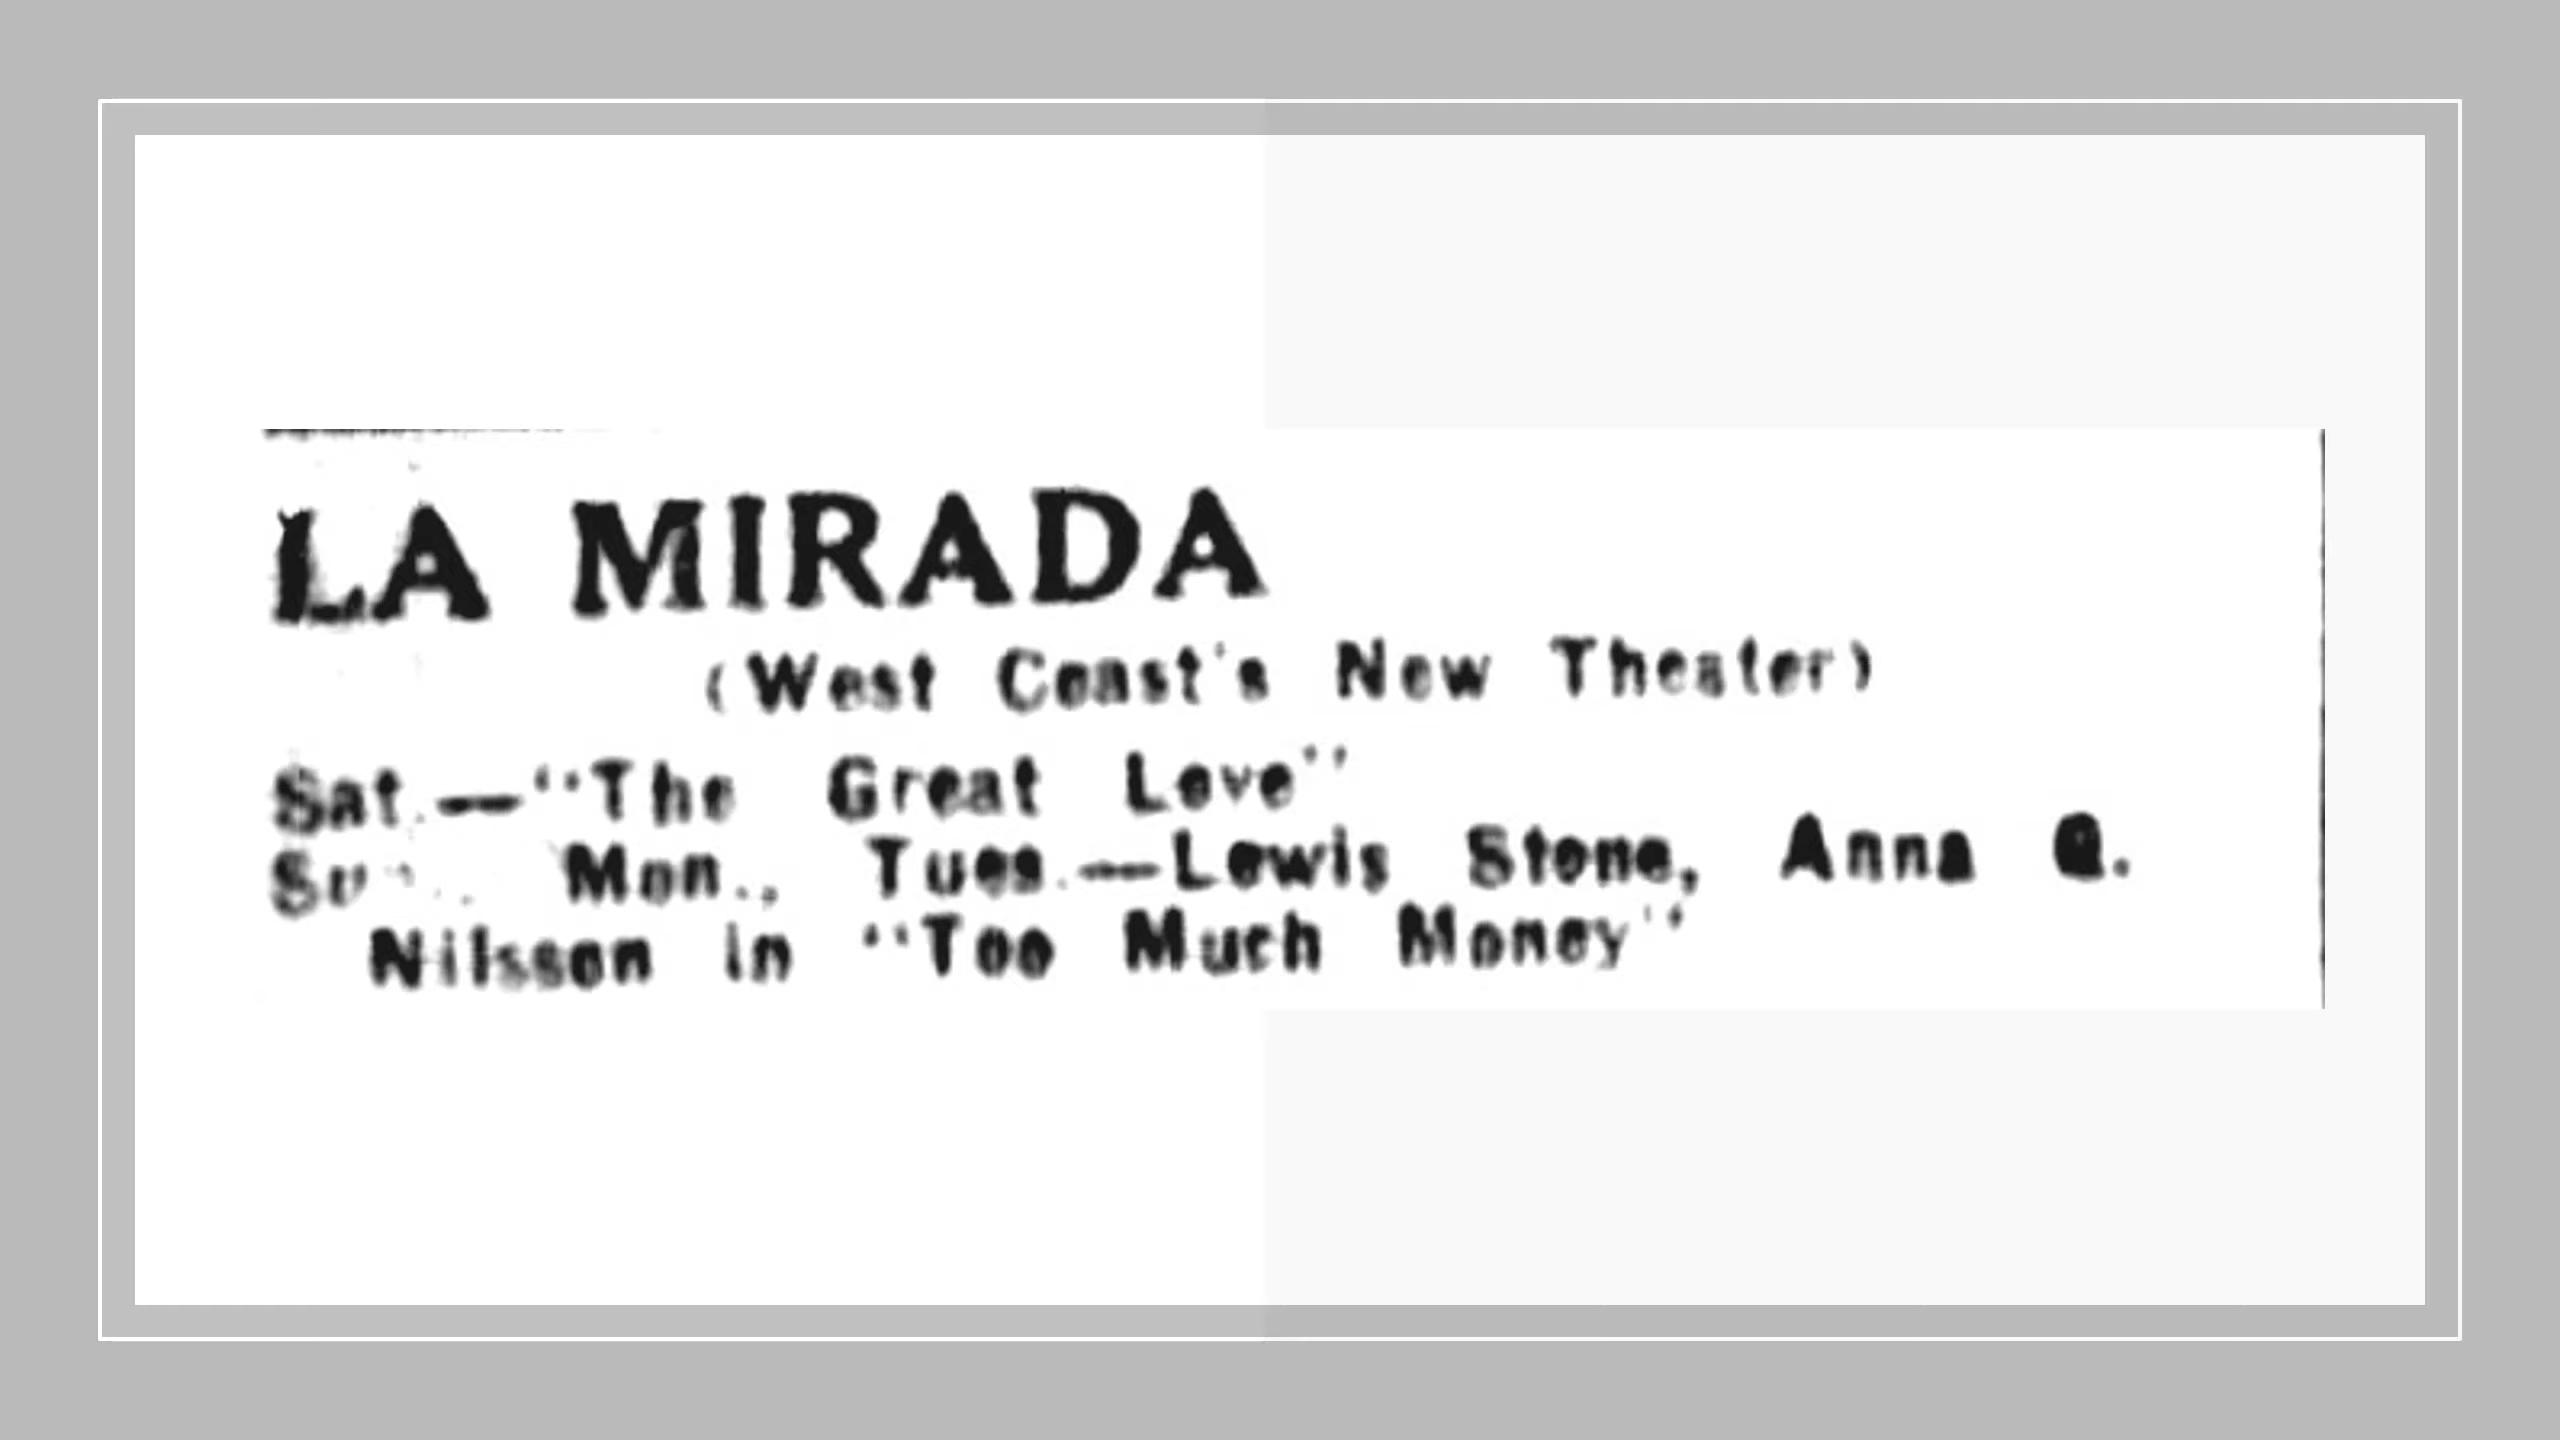 LA MIRADA
(West Coast's New Theater)
Sat.—"The Great Love"
Mon., Tues.—Lewis Stone, Anna Q.
Nilsson in "Too Much Money"